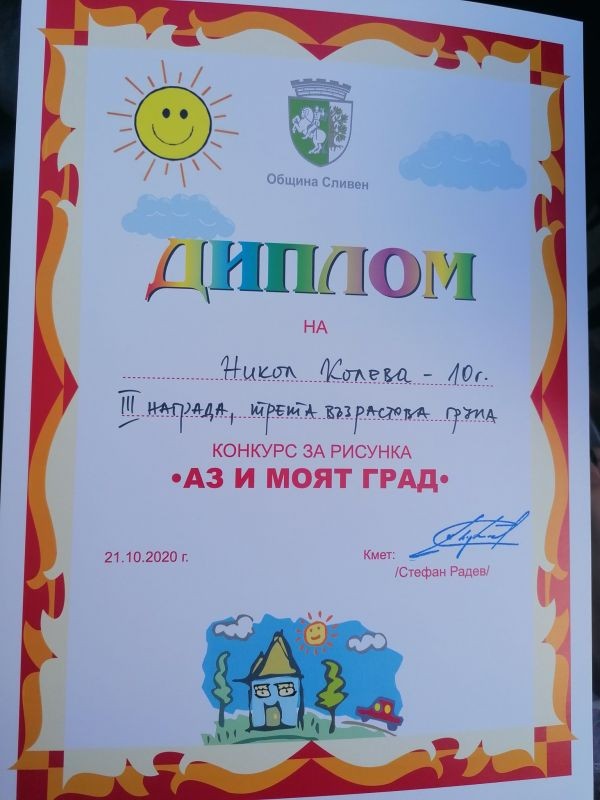 Община Сливен
ДИПЛОМ
НА
Никол Колева - 10г.
III НАГРАДА, трета възрастова група
КОНКУРС ЗА РИСУНКА
•АЗ И МОЯТ ГРАД•
21.10.2020 г.
Кмет:
/Стефан Радев/